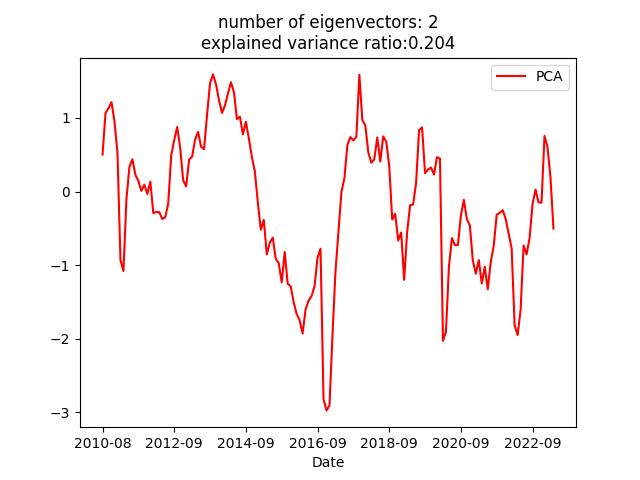 number of eigenvectors: 2
explained variance ratio:0.204
PCA
1
0
−1
−2
−3
2010-08 2012-09 2014-09 2016-09 2018-09 2020-09 2022-09
Date